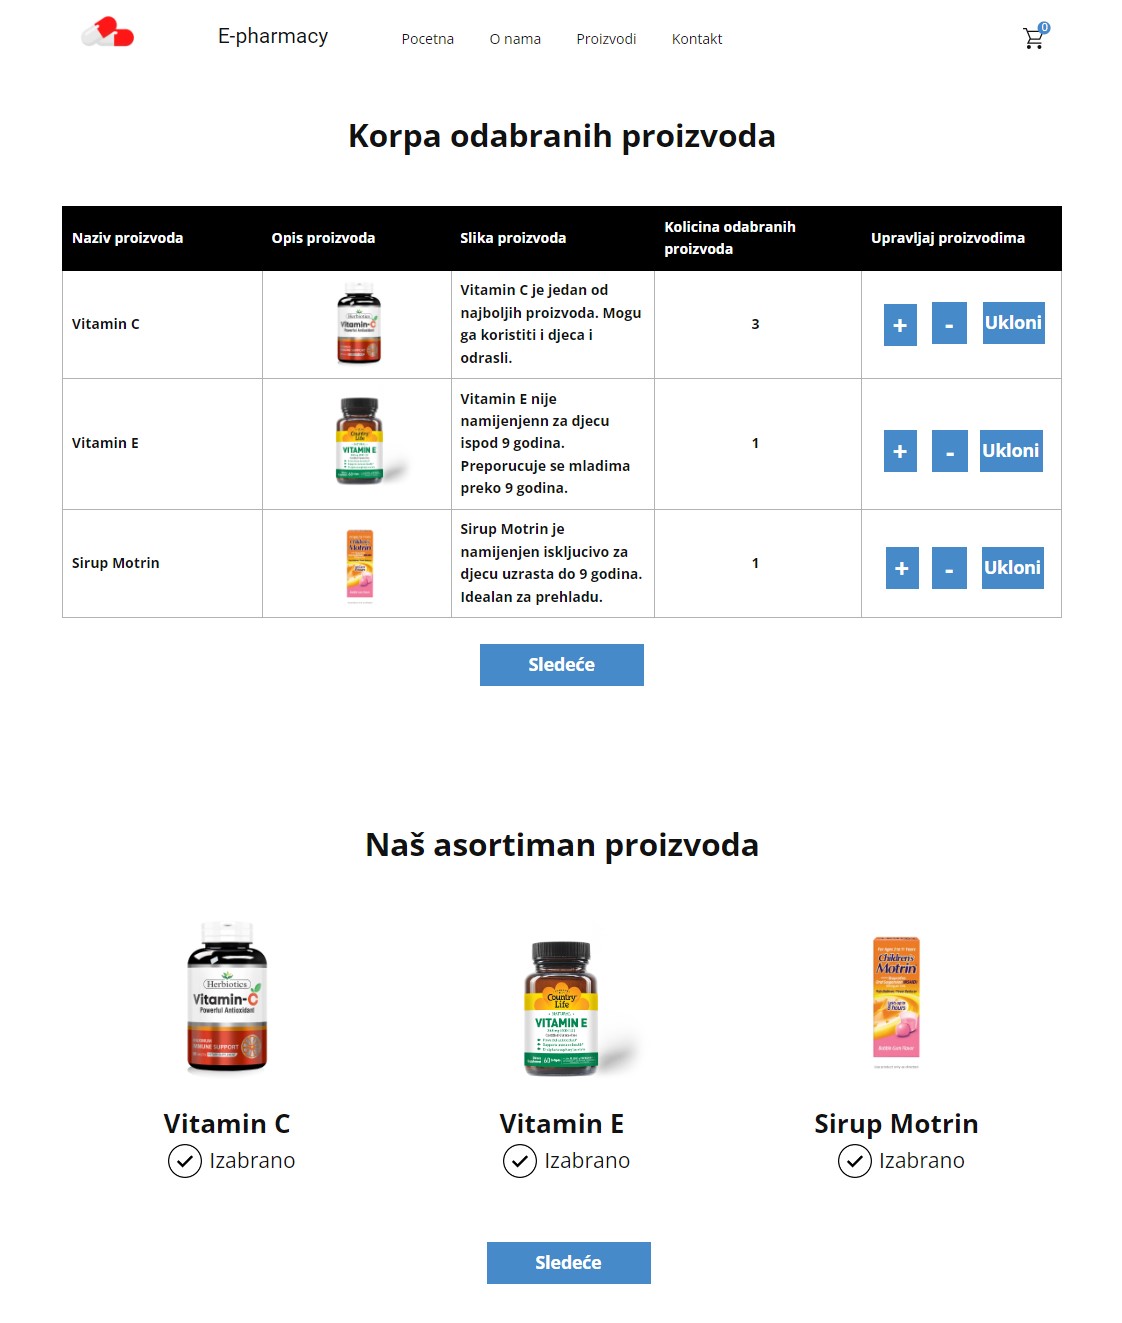 E-pharmacy
Pocetna
O nama
Proizvodi
Kontakt
0
Korpa odabranih proizvoda
Naziv proizvoda
Opis proizvoda
Slika proizvoda
Kolicina odabranih
proizvoda
Upravljaj proizvodima
Vitamin C
Herbiotics
Vitamin-C
Powerful Antioxidant
Vitamin C je jedan od
najboljih proizvoda. Mogu
ga koristiti i djeca i
odrasli.
3
+
-
Ukloni
Vitamin E
Country
Life
VITAMIN E
Vitamin E nije
namijenjenn za djecu
ispod 9 godina.
Preporucuje se mladima
preko 9 godina.
1
+
-
Ukloni
Sirup Motrin
Children's
Motrin
Sirup Motrin je
namijenjen iskljucivo za
djecu uzrasta do 9 godina.
Idealan za prehladu.
1
+
-
Ukloni
Sledeće
Naš asortiman proizvoda
Herbiotics
Vitamin-C
Powerful Antioxidant
IMMUNE SUPPORT
Country
Life
NATURAL
VITAMIN E
Children's
Motrin
8 hours
Vitamin C
Izabrano
Vitamin E
Izabrano
Sirup Motrin
Izabrano
Sledeće